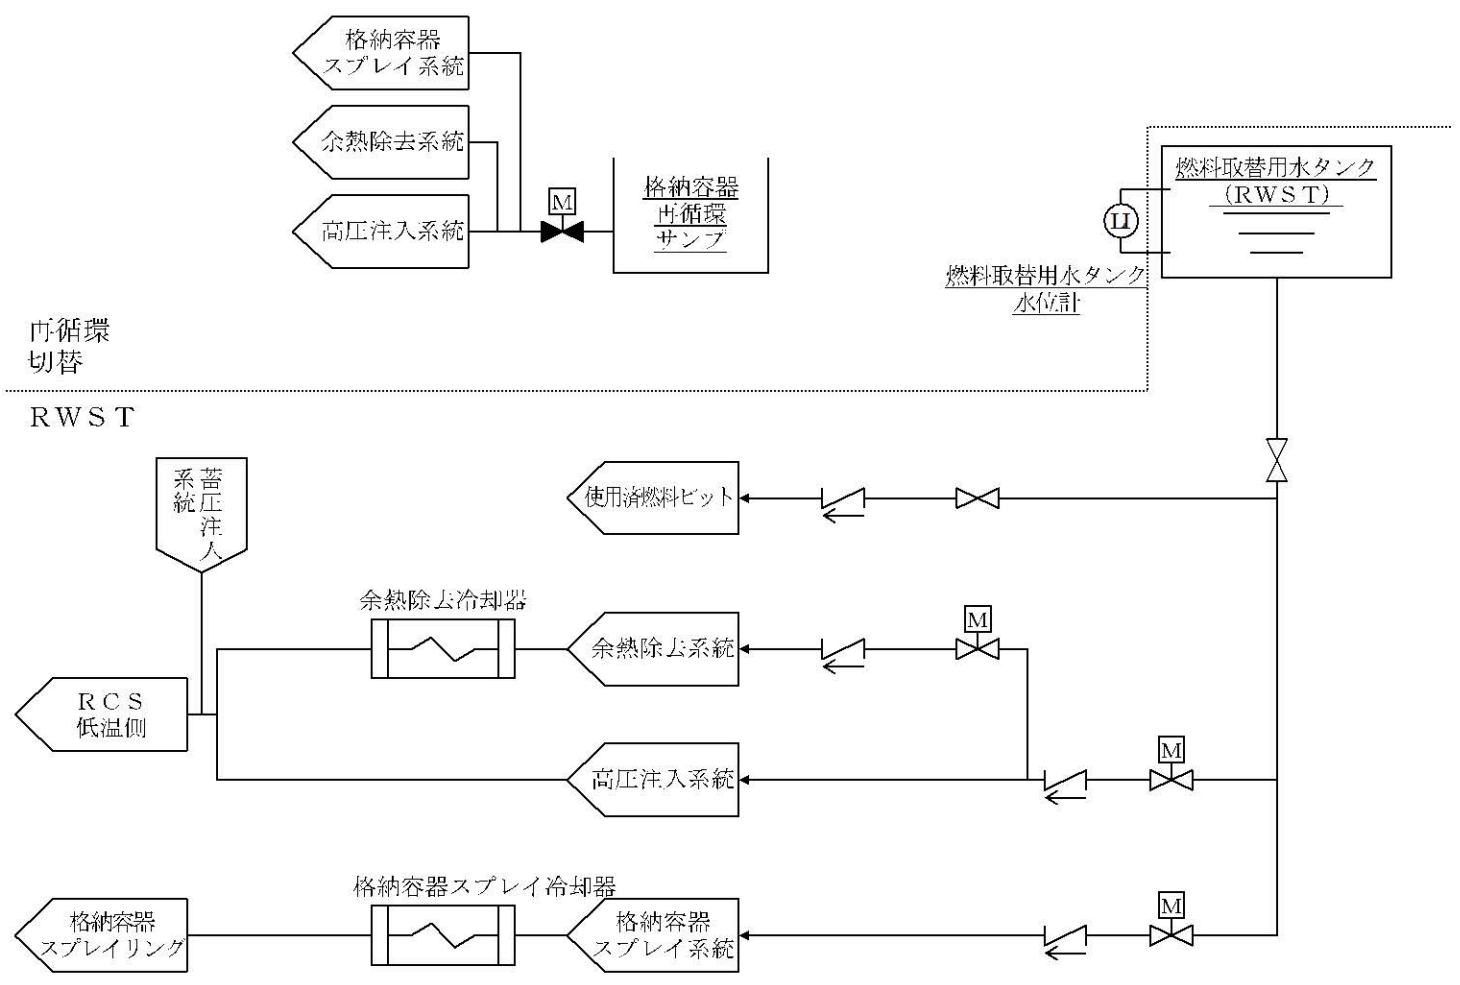 格納容器
スプレイ系統
余熱除去系統
高圧注入系統
M
格納容器
再循環
サンプ
燃料取替用水タンク
（ＲＷＳＴ）
LI
燃料取替用水タンク
水位計
再循環
切替
ＲＷＳＴ
蓄圧注入
系統
使用済燃料ピット
余熱除去冷却器
余熱除去系統
M
ＲＣＳ
低温側
高圧注入系統
M
格納容器スプレイ冷却器
格納容器
スプレイリング
格納容器
スプレイ系統
M